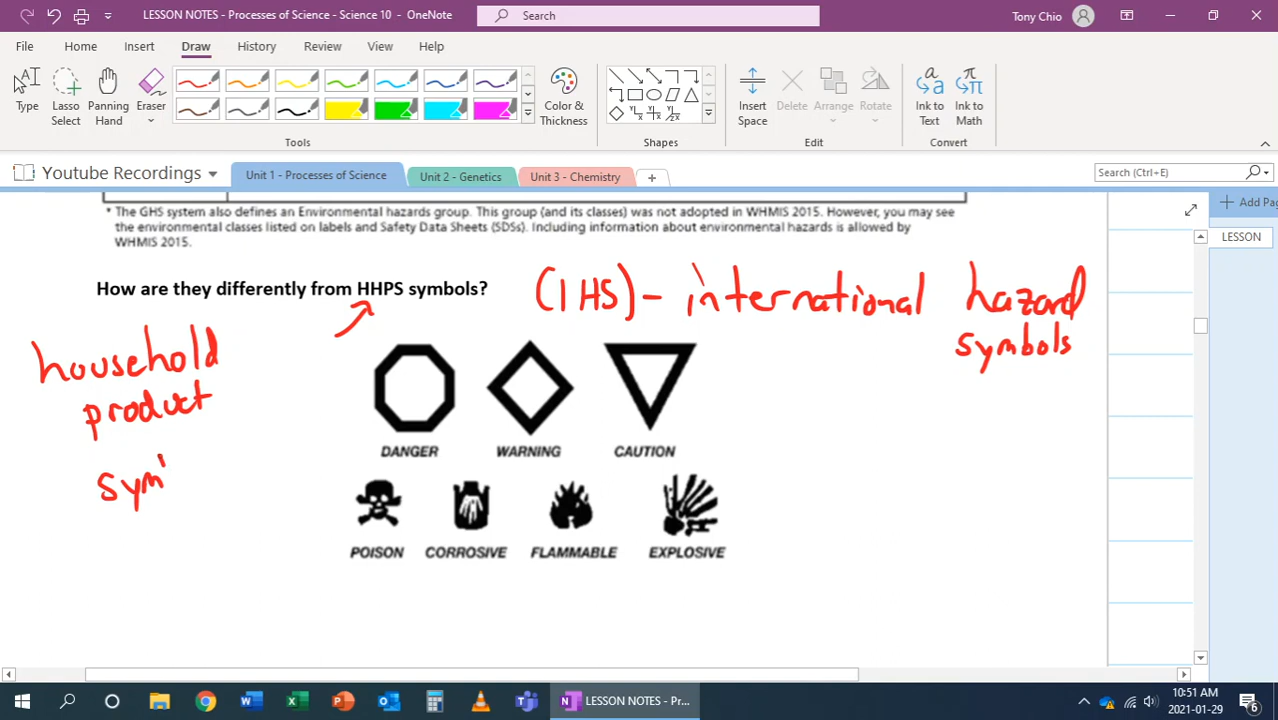 LESSON NOTES - Processes of Science - Science 10 - OneNote
Search
Tony Chio
File Home Insert Draw History Review View Help
Type
Lasso Select
Panning Hand
Eraser
Color & Thickness
Insert Space
Delete
Arrange
Rotate
Ink to Text
Ink to Math
Tools
Shapes
Edit
Convert
Youtube Recordings
Unit 1 - Processes of Science
Unit 2 - Genetics
Unit 3 - Chemistry
Search (Ctrl+E)
Add Pag
LESSON
* The GHS system also defines an Environmental hazards group. This group (and its classes) was not adopted in WHMIS 2015. However, you may see
the environmental classes listed on labels and Safety Data Sheets (SDSs). Including information about environmental hazards is allowed by
WHMIS 2015.
How are they differently from HHPS symbols?
(IHS) - international hazard
symbols
household
product
sym
DANGER WARNING CAUTION
POISON CORROSIVE FLAMMABLE EXPLOSIVE
LESSON NOTES - Pr...
10:51 AM
2021-01-29
6